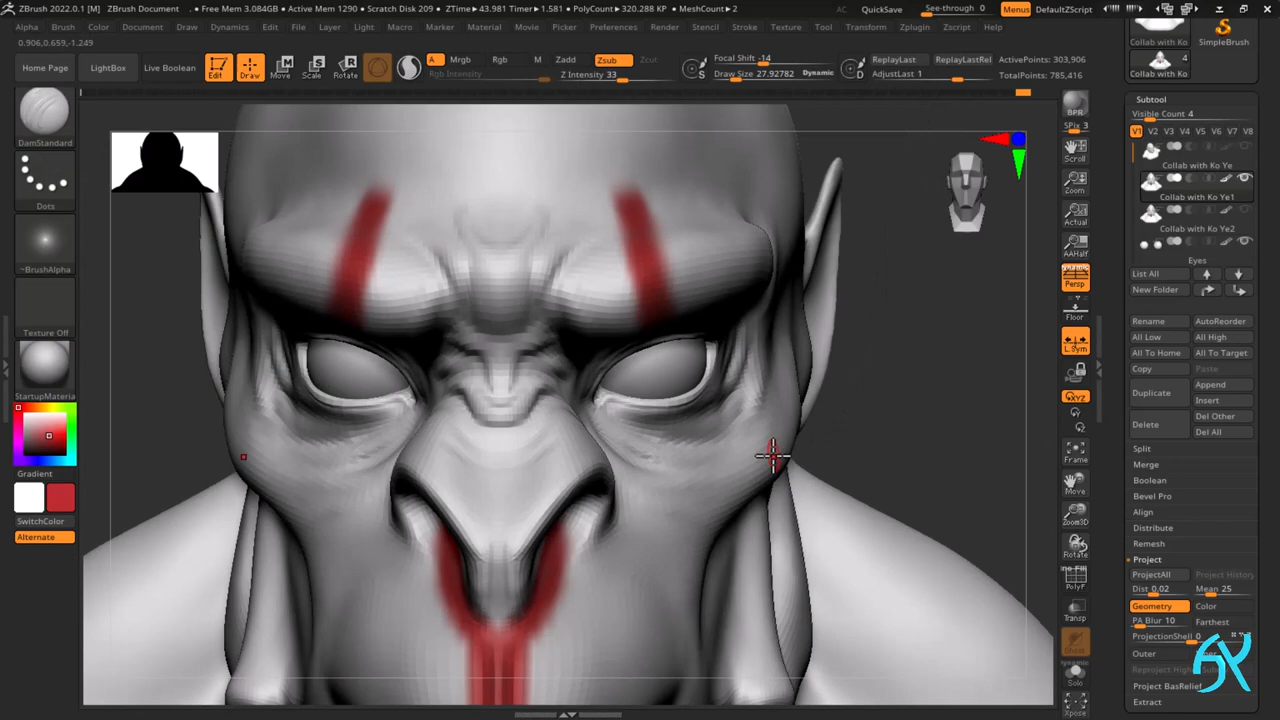 ZBrush 2022.0.1 [M] ZBrush Document . • Free Mem 3.084GB • Active Mem 1290 • Scratch Disk 209 • ZTime▸43.981 Timer▸1.581 • PolyCount▸320.288 KP • MeshCount▸2
AC QuickSave See-through 0 Menus DefaultZScript
Alpha Brush Color Document Draw Dynamics Edit File Layer Light Macro Marker Material Movie Picker Preferences Render Stencil Stroke Texture Tool Transform Zplugin Zscript Help
0.906,0.659,-1.249
Home Page LightBox Live Boolean
Edit Draw Move Scale Rotate
A Mrgb Rgb M Zadd Zsub Zcut
Rgb Intensity Z Intensity 33
S Focal Shift -14
Draw Size 27.92782 Dynamic
D ReplayLast ReplayLastRel
AdjustLast 1
ActivePoints: 303,906
TotalPoints: 785,416
DamStandard
Dots
~BrushAlpha
Texture Off
StartupMateria
Gradient
SwitchColor
Alternate
BPR
SPix 3
Scroll
Zoom
Actual
AAHalf
Persp
Floor
L.Sym
XYZ
Frame
Move
Zoom3D
Rotate
PolyF
Transp
Ghost
Solo
Xpose
Collab with Ko SimpleBrush
4
Collab with Ko
Subtool
Visible Count 4
V1 V2 V3 V4 V5 V6 V7 V8
Collab with Ko Ye
Collab with Ko Ye1
Collab with Ko Ye2
Eyes
List All
New Folder
Rename AutoReorder
All Low All High
All To Home All To Target
Copy Paste
Duplicate Append
Insert
Delete Del Other
Del All
Split
Merge
Boolean
Bevel Pro
Align
Distribute
Remesh
Project
ProjectAll Project History
Dist 0.02 Mean 25
Geometry Color
PA Blur 10 Farthest
ProjectionShell 0
Outer
Project BasRelief
Extract